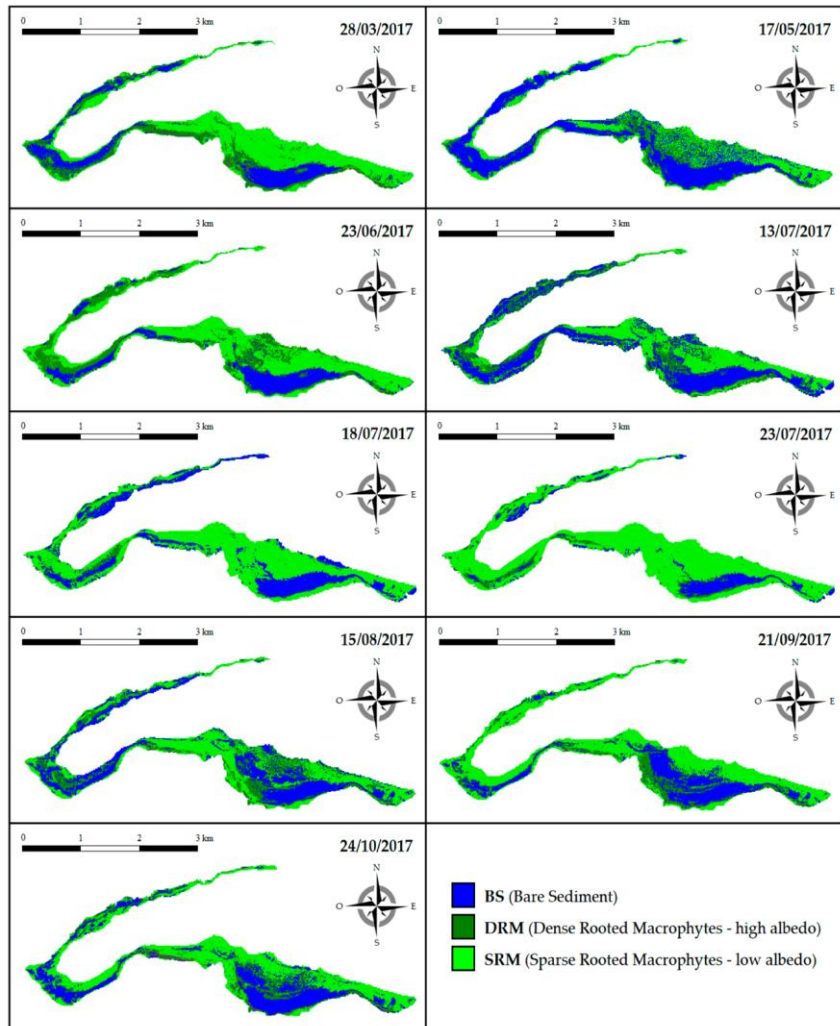 0 1 2 3 km 28/03/2017
N
O E
S
0 1 2 3 km 17/05/2017
N
O E
S
0 1 2 3 km 23/06/2017
N
O E
S
0 1 2 3 km 13/07/2017
N
O E
S
0 1 2 3 km 18/07/2017
N
O E
S
0 1 2 3 km 23/07/2017
N
O E
S
0 1 2 3 km 15/08/2017
N
O E
S
0 1 2 3 km 21/09/2017
N
O E
S
0 1 2 3 km 24/10/2017
N
O E
S
BS (Bare Sediment)
DRM (Dense Rooted Macrophytes - high albedo)
SRM (Sparse Rooted Macrophytes - low albedo)